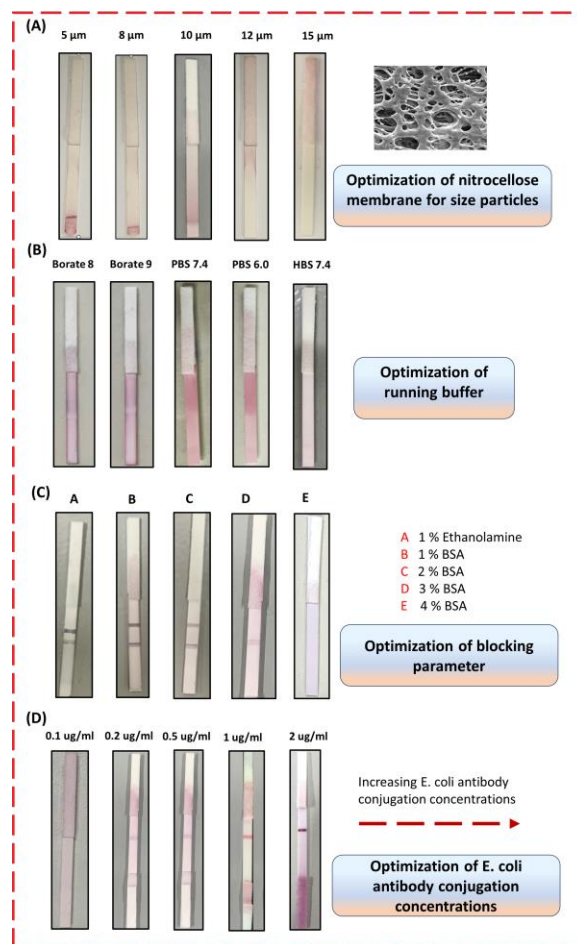 (A)
5 µm 8 µm 10 µm 12 µm 15 µm
Optimization of nitrocellose
membrane for size particles
(B)
Borate 8 Borate 9 PBS 7.4 PBS 6.0 HBS 7.4
Optimization of
running buffer
(C)
A B C D E
A 1 % Ethanolamine
B 1 % BSA
C 2 % BSA
D 3 % BSA
E 4 % BSA
Optimization of blocking
parameter
(D)
0.1 ug/ml 0.2 ug/ml 0.5 ug/ml 1 ug/ml 2 ug/ml
Increasing E. coli antibody
conjugation concentrations
Optimization of E. coli
antibody conjugation
concentrations